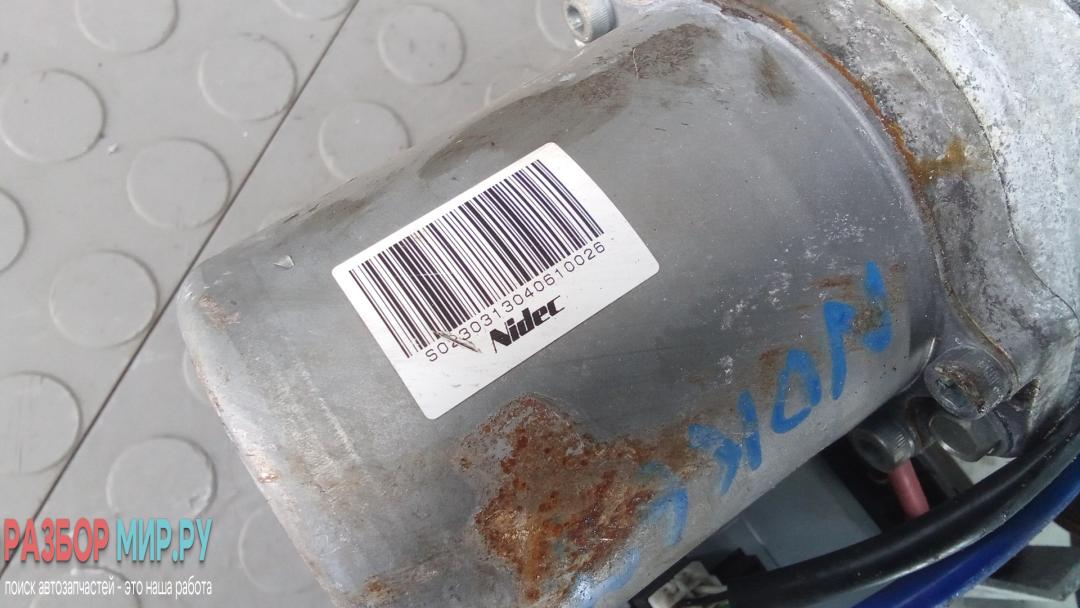 S0230313040610026
Nidec
РАЗБОР МИР.РУ
поиск автозапчастей - это наша работа